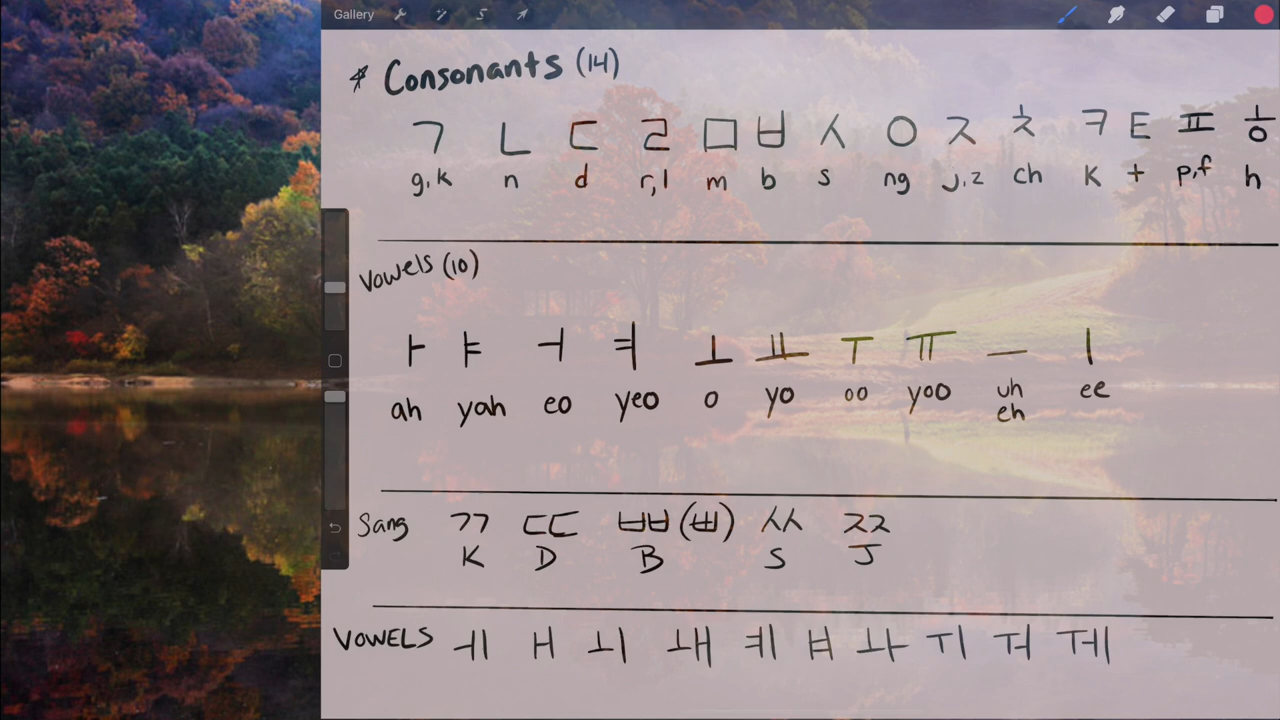 Gallery
* Consonants (14)
ㄱ ㄴ ㄷ ㄹ ㅁ ㅂ ㅅ ㅇ ㅈ ㅊ ㅋ ㅌ ㅍ ㅎ
g,k n d r,l m b s ng j,z ch K t p,f h
Vowels (10)
ㅏ ㅑ ㅓ ㅕ ㅗ ㅛ ㅜ ㅠ ㅡ ㅣ
ah yah eo yeo o yo oo yoo uh ee
eh
Sang ㄲ ㄸ ㅃ (ㅃ) ㅆ ㅉ
K D B S J
VOWELS ㅔ ㅐ ㅚ ㅙ ㅖ ㅒ ㅘ ㅟ ㅝ ㅞ